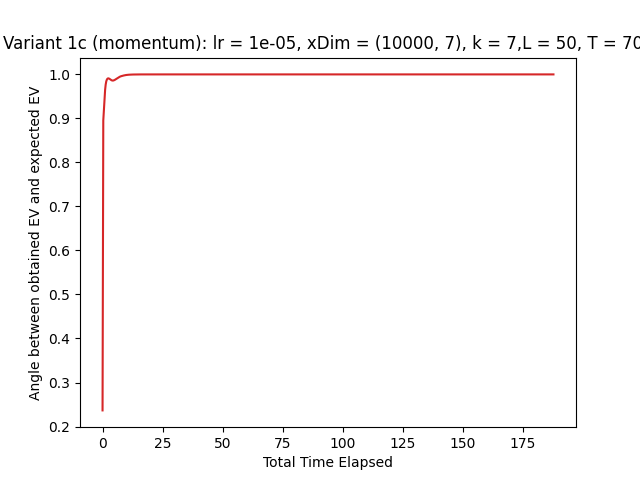 Variant 1c (momentum): lr = 1e-05, xDim = (10000, 7), k = 7,L = 50, T = 70
Angle between obtained EV and expected EV
1.0
0.9
0.8
0.7
0.6
0.5
0.4
0.3
0.2
0 25 50 75 100 125 150 175
Total Time Elapsed